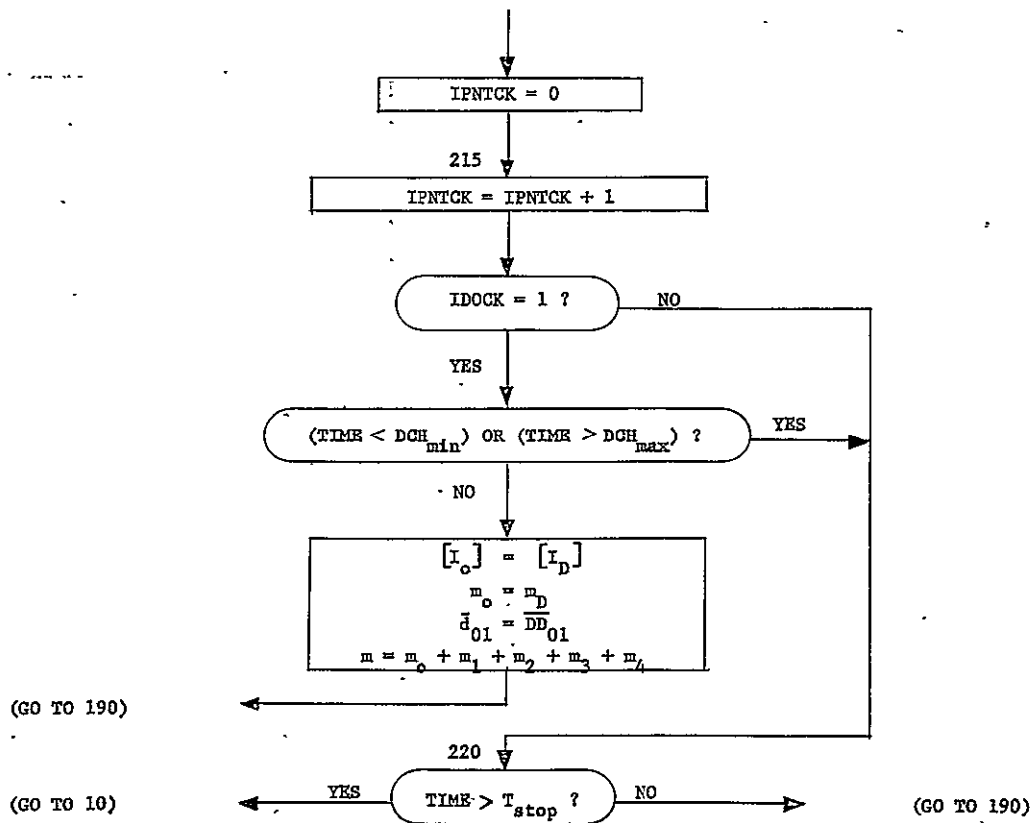 IPNTCK = 0
215
IPNTCK = IPNTCK + 1
IDOCK = 1 ?
NO
YES
(TIME < DCH_min) OR (TIME > DCH_max) ?
YES
NO
[I_o] = [I_D]
m_o = m_D
d̄_01 = D̅D̅_01
m = m_o + m_1 + m_2 + m_3 + m_4
(GO TO 190)
220
(GO TO 10)
YES
TIME > T_stop ?
NO
(GO TO 190)